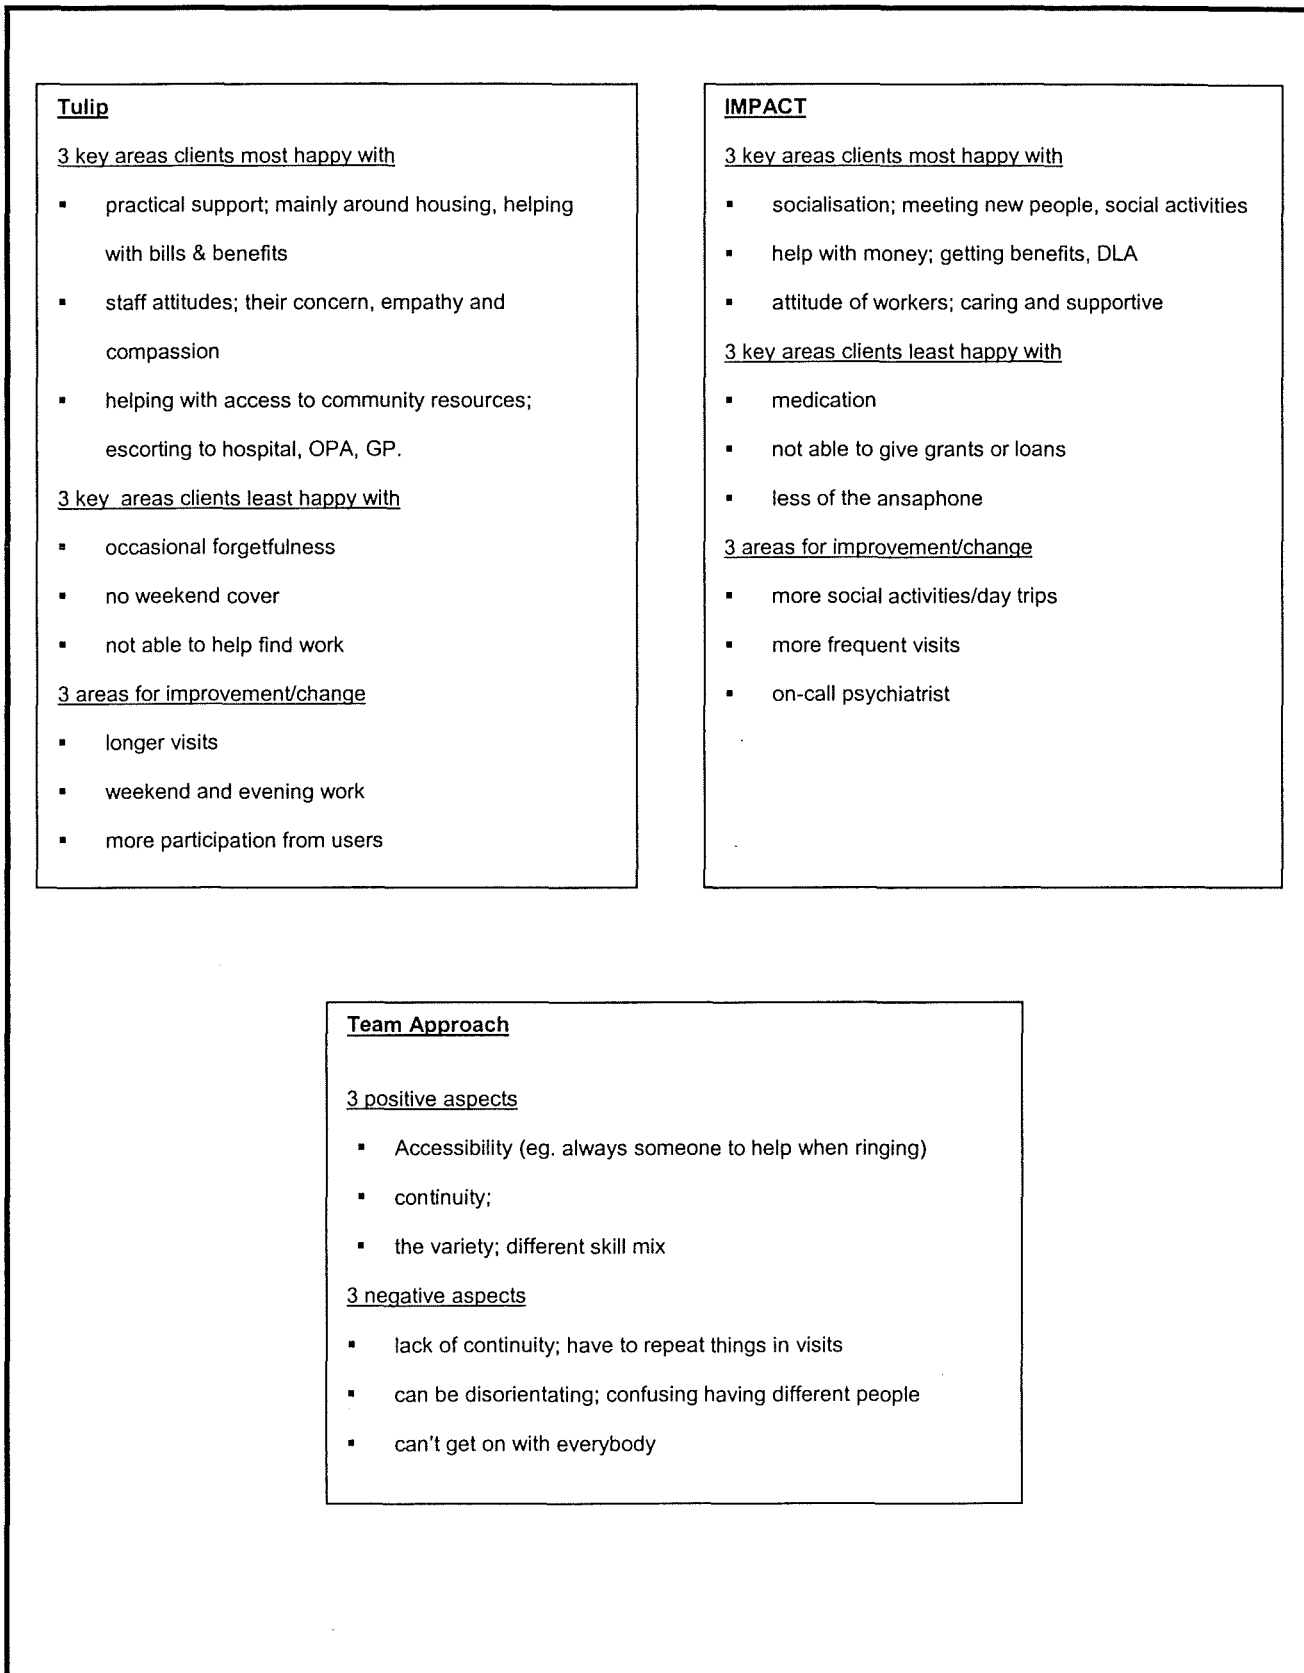 Tulip
3 key areas clients most happy with
▪ practical support; mainly around housing, helping
with bills & benefits
▪ staff attitudes; their concern, empathy and
compassion
▪ helping with access to community resources;
escorting to hospital, OPA, GP.
3 key areas clients least happy with
▪ occasional forgetfulness
▪ no weekend cover
▪ not able to help find work
3 areas for improvement/change
▪ longer visits
▪ weekend and evening work
▪ more participation from users
IMPACT
3 key areas clients most happy with
▪ socialisation; meeting new people, social activities
▪ help with money; getting benefits, DLA
▪ attitude of workers; caring and supportive
3 key areas clients least happy with
▪ medication
▪ not able to give grants or loans
▪ less of the ansaphone
3 areas for improvement/change
▪ more social activities/day trips
▪ more frequent visits
▪ on-call psychiatrist
Team Approach
3 positive aspects
▪ Accessibility (eg. always someone to help when ringing)
▪ continuity;
▪ the variety; different skill mix
3 negative aspects
▪ lack of continuity; have to repeat things in visits
▪ can be disorientating; confusing having different people
▪ can't get on with everybody